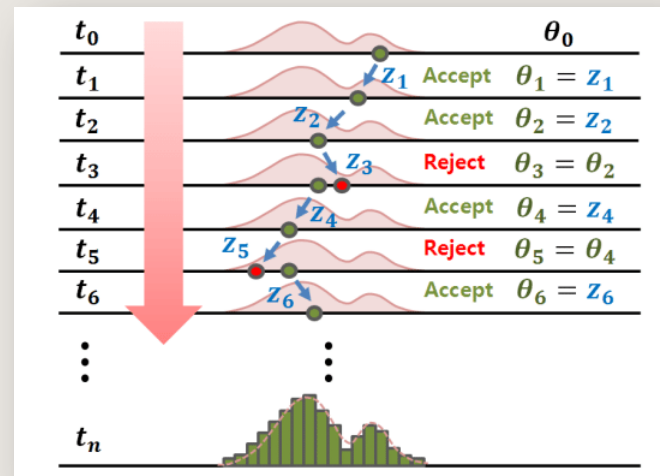 t₀ θ₀
t₁ z₁ Accept θ₁ = z₁
t₂ z₂ Accept θ₂ = z₂
t₃ z₃ Reject θ₃ = θ₂
t₄ z₄ Accept θ₄ = z₄
t₅ z₅ Reject θ₅ = θ₄
t₆ z₆ Accept θ₆ = z₆
⋮ ⋮
tₙ